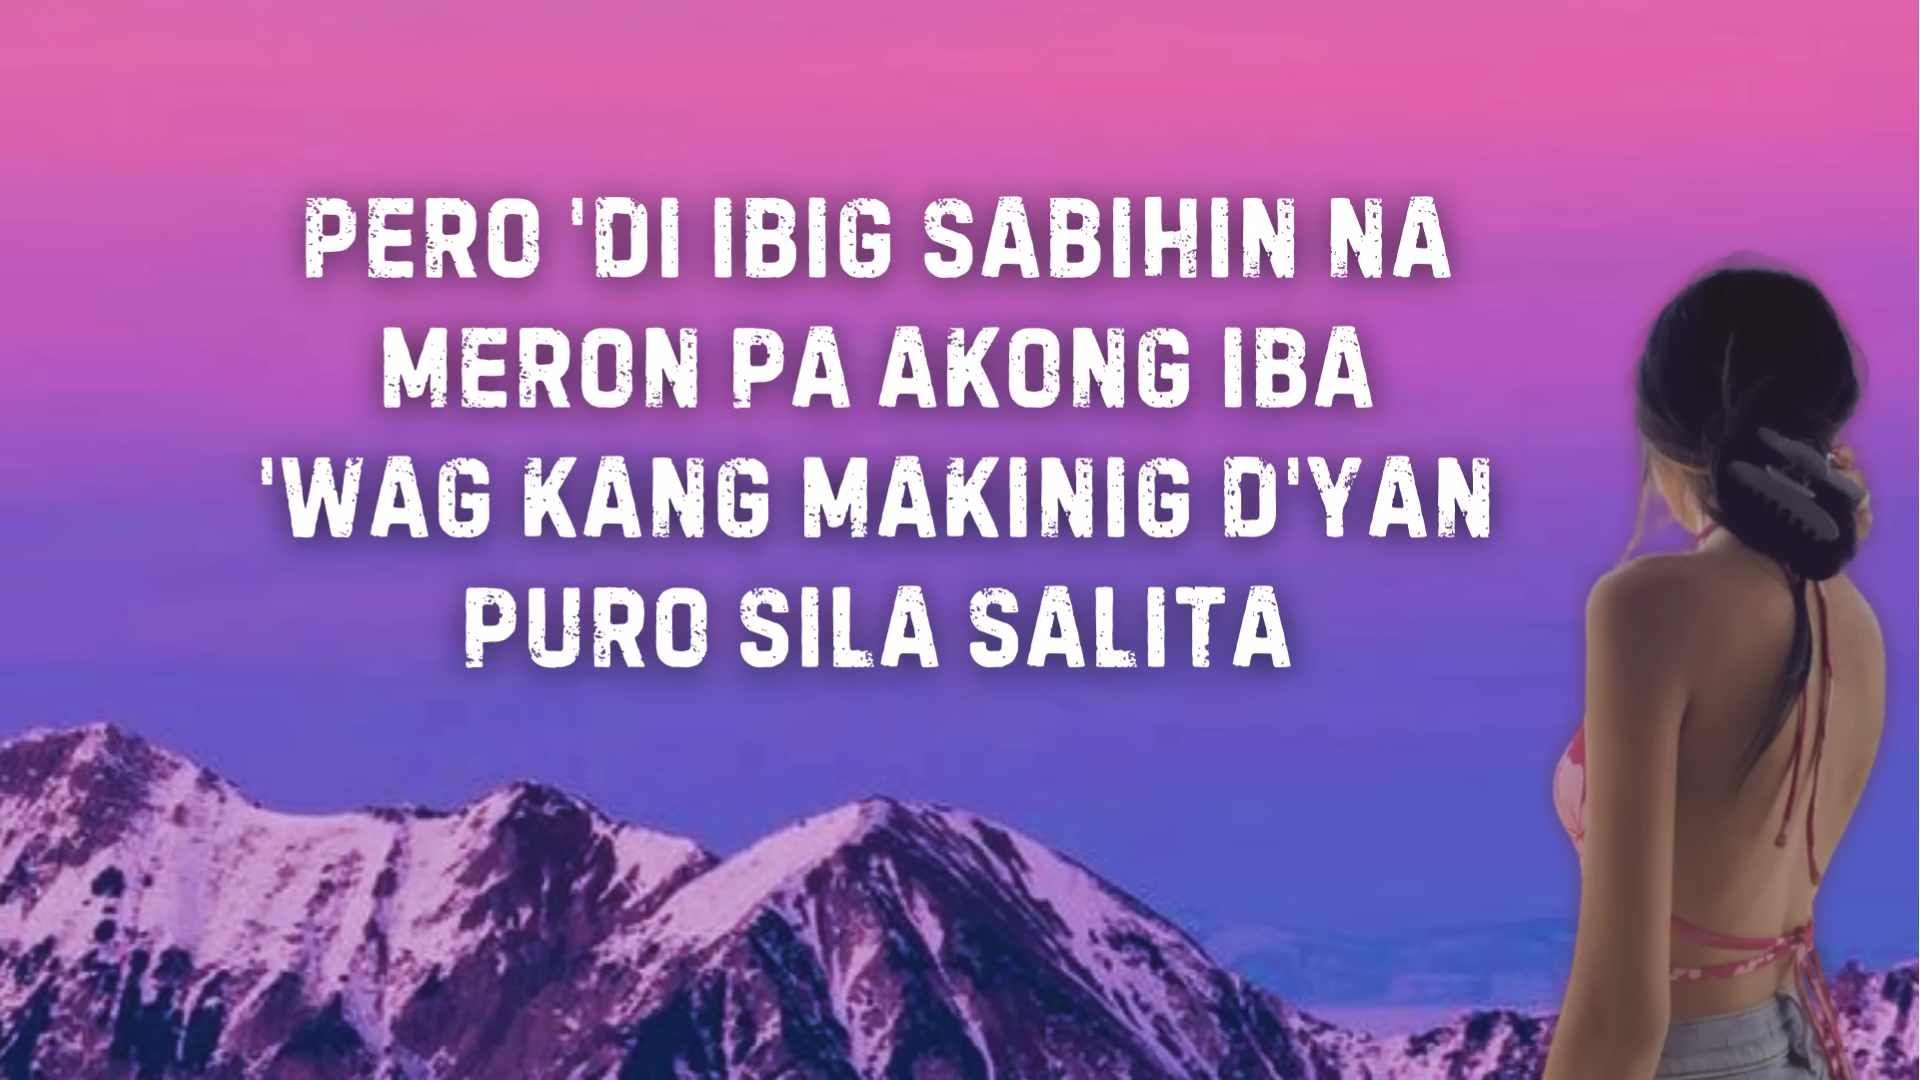 PERO 'DI IBIG SABIHIN NA
MERON PA AKONG IBA
'WAG KANG MAKINIG D'YAN
PURO SILA SALITA